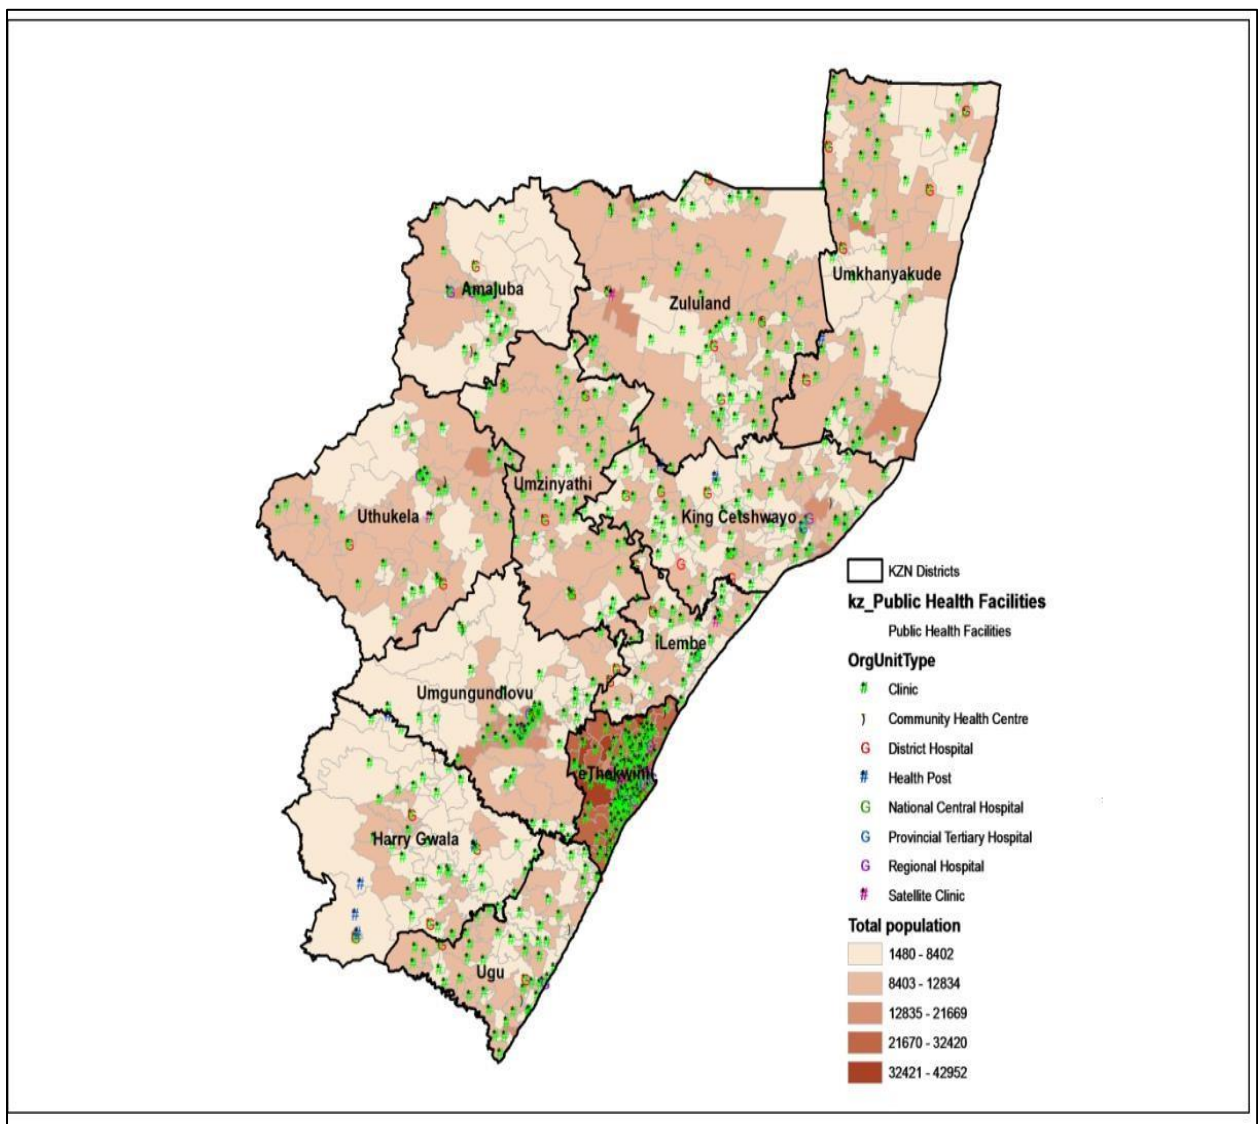 Umkhanyakude
Amajuba
Zululand
Umzinyathi
Uthukela
King Cetshwayo
iLembe
Umgungundlovu
eThekwini
Harry Gwala
Ugu
KZN Districts
kz_Public Health Facilities
Public Health Facilities
OrgUnitType
# Clinic
) Community Health Centre
G District Hospital
# Health Post
G National Central Hospital
G Provincial Tertiary Hospital
G Regional Hospital
# Satellite Clinic
Total population
1480 - 8402
8403 - 12834
12835 - 21669
21670 - 32420
32421 - 42952